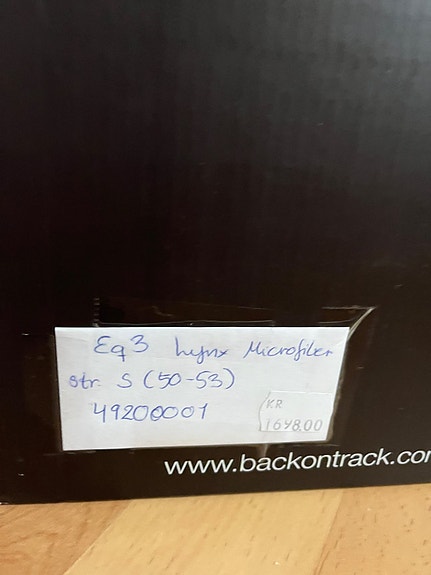 Eq3 Lynx Microfiber
str. S (50-53)
49200001
KR
1698.00
www.backontrack.com